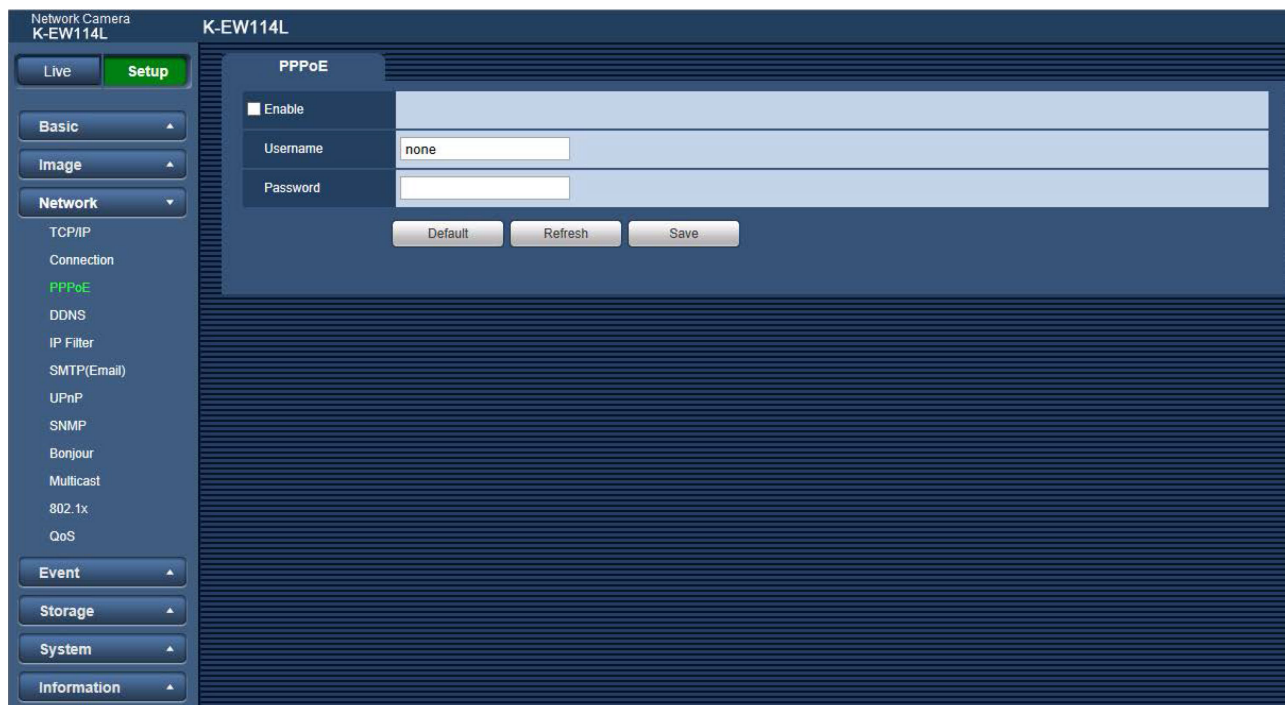 Network Camera
K-EW114L
K-EW114L
Live
Setup
Basic
Image
Network
TCP/IP
Connection
PPPoE
DDNS
IP Filter
SMTP(Email)
UPnP
SNMP
Bonjour
Multicast
802.1x
QoS
Event
Storage
System
Information
PPPoE
Enable
Username
none
Password
Default
Refresh
Save